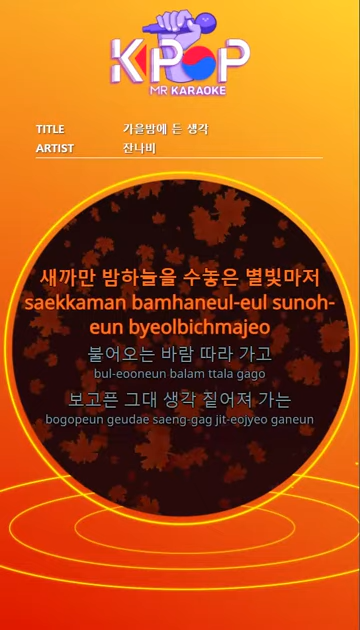 KPOP
MR KARAOKE
TITLE 가을밤에 든 생각
ARTIST 잔나비
새까만 밤하늘을 수놓은 별빛마저
saekkaman bamhaneul-eul sunoh-
eun byeolbichmajeo
불어오는 바람 따라 가고
bul-eooneun balam ttala gago
보고픈 그대 생각 짙어져 가는
bogopeun geudae saeng-gag jit-eojyeo ganeun